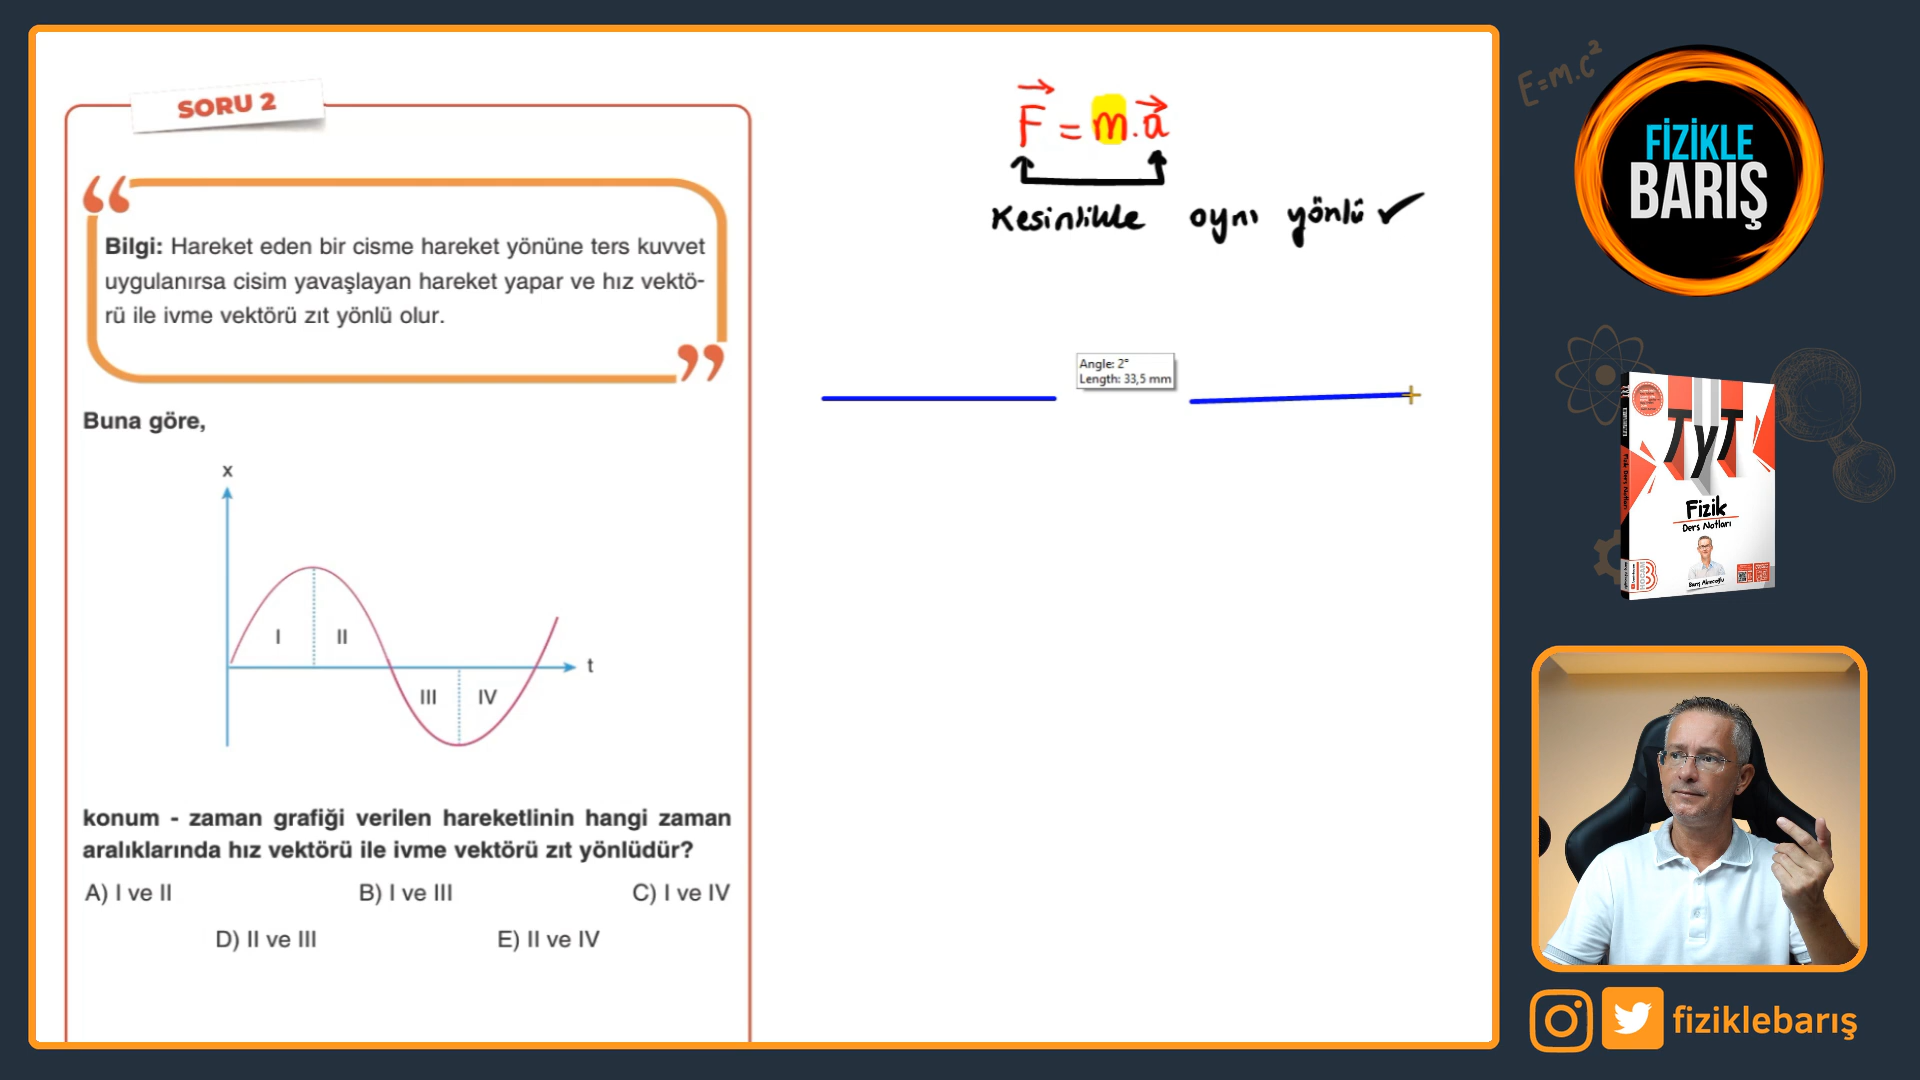 SORU 2
Bilgi: Hareket eden bir cisme hareket yönüne ters kuvvet
uygulanırsa cisim yavaşlayan hareket yapar ve hız vektö-
rü ile ivme vektörü zıt yönlü olur.
Buna göre,
x
I
II
t
III
IV
konum - zaman grafiği verilen hareketlinin hangi zaman
aralıklarında hız vektörü ile ivme vektörü zıt yönlüdür?
A) I ve II
B) I ve III
C) I ve IV
D) II ve III
E) II ve IV
F = m.a
Kesinlikle aynı yönlü ✓
Angle: 2°
Length: 33,5 mm
E=m.c²
FİZİKLE
BARIŞ
TYT
Fizik
Ders Notları
fiziklebarış